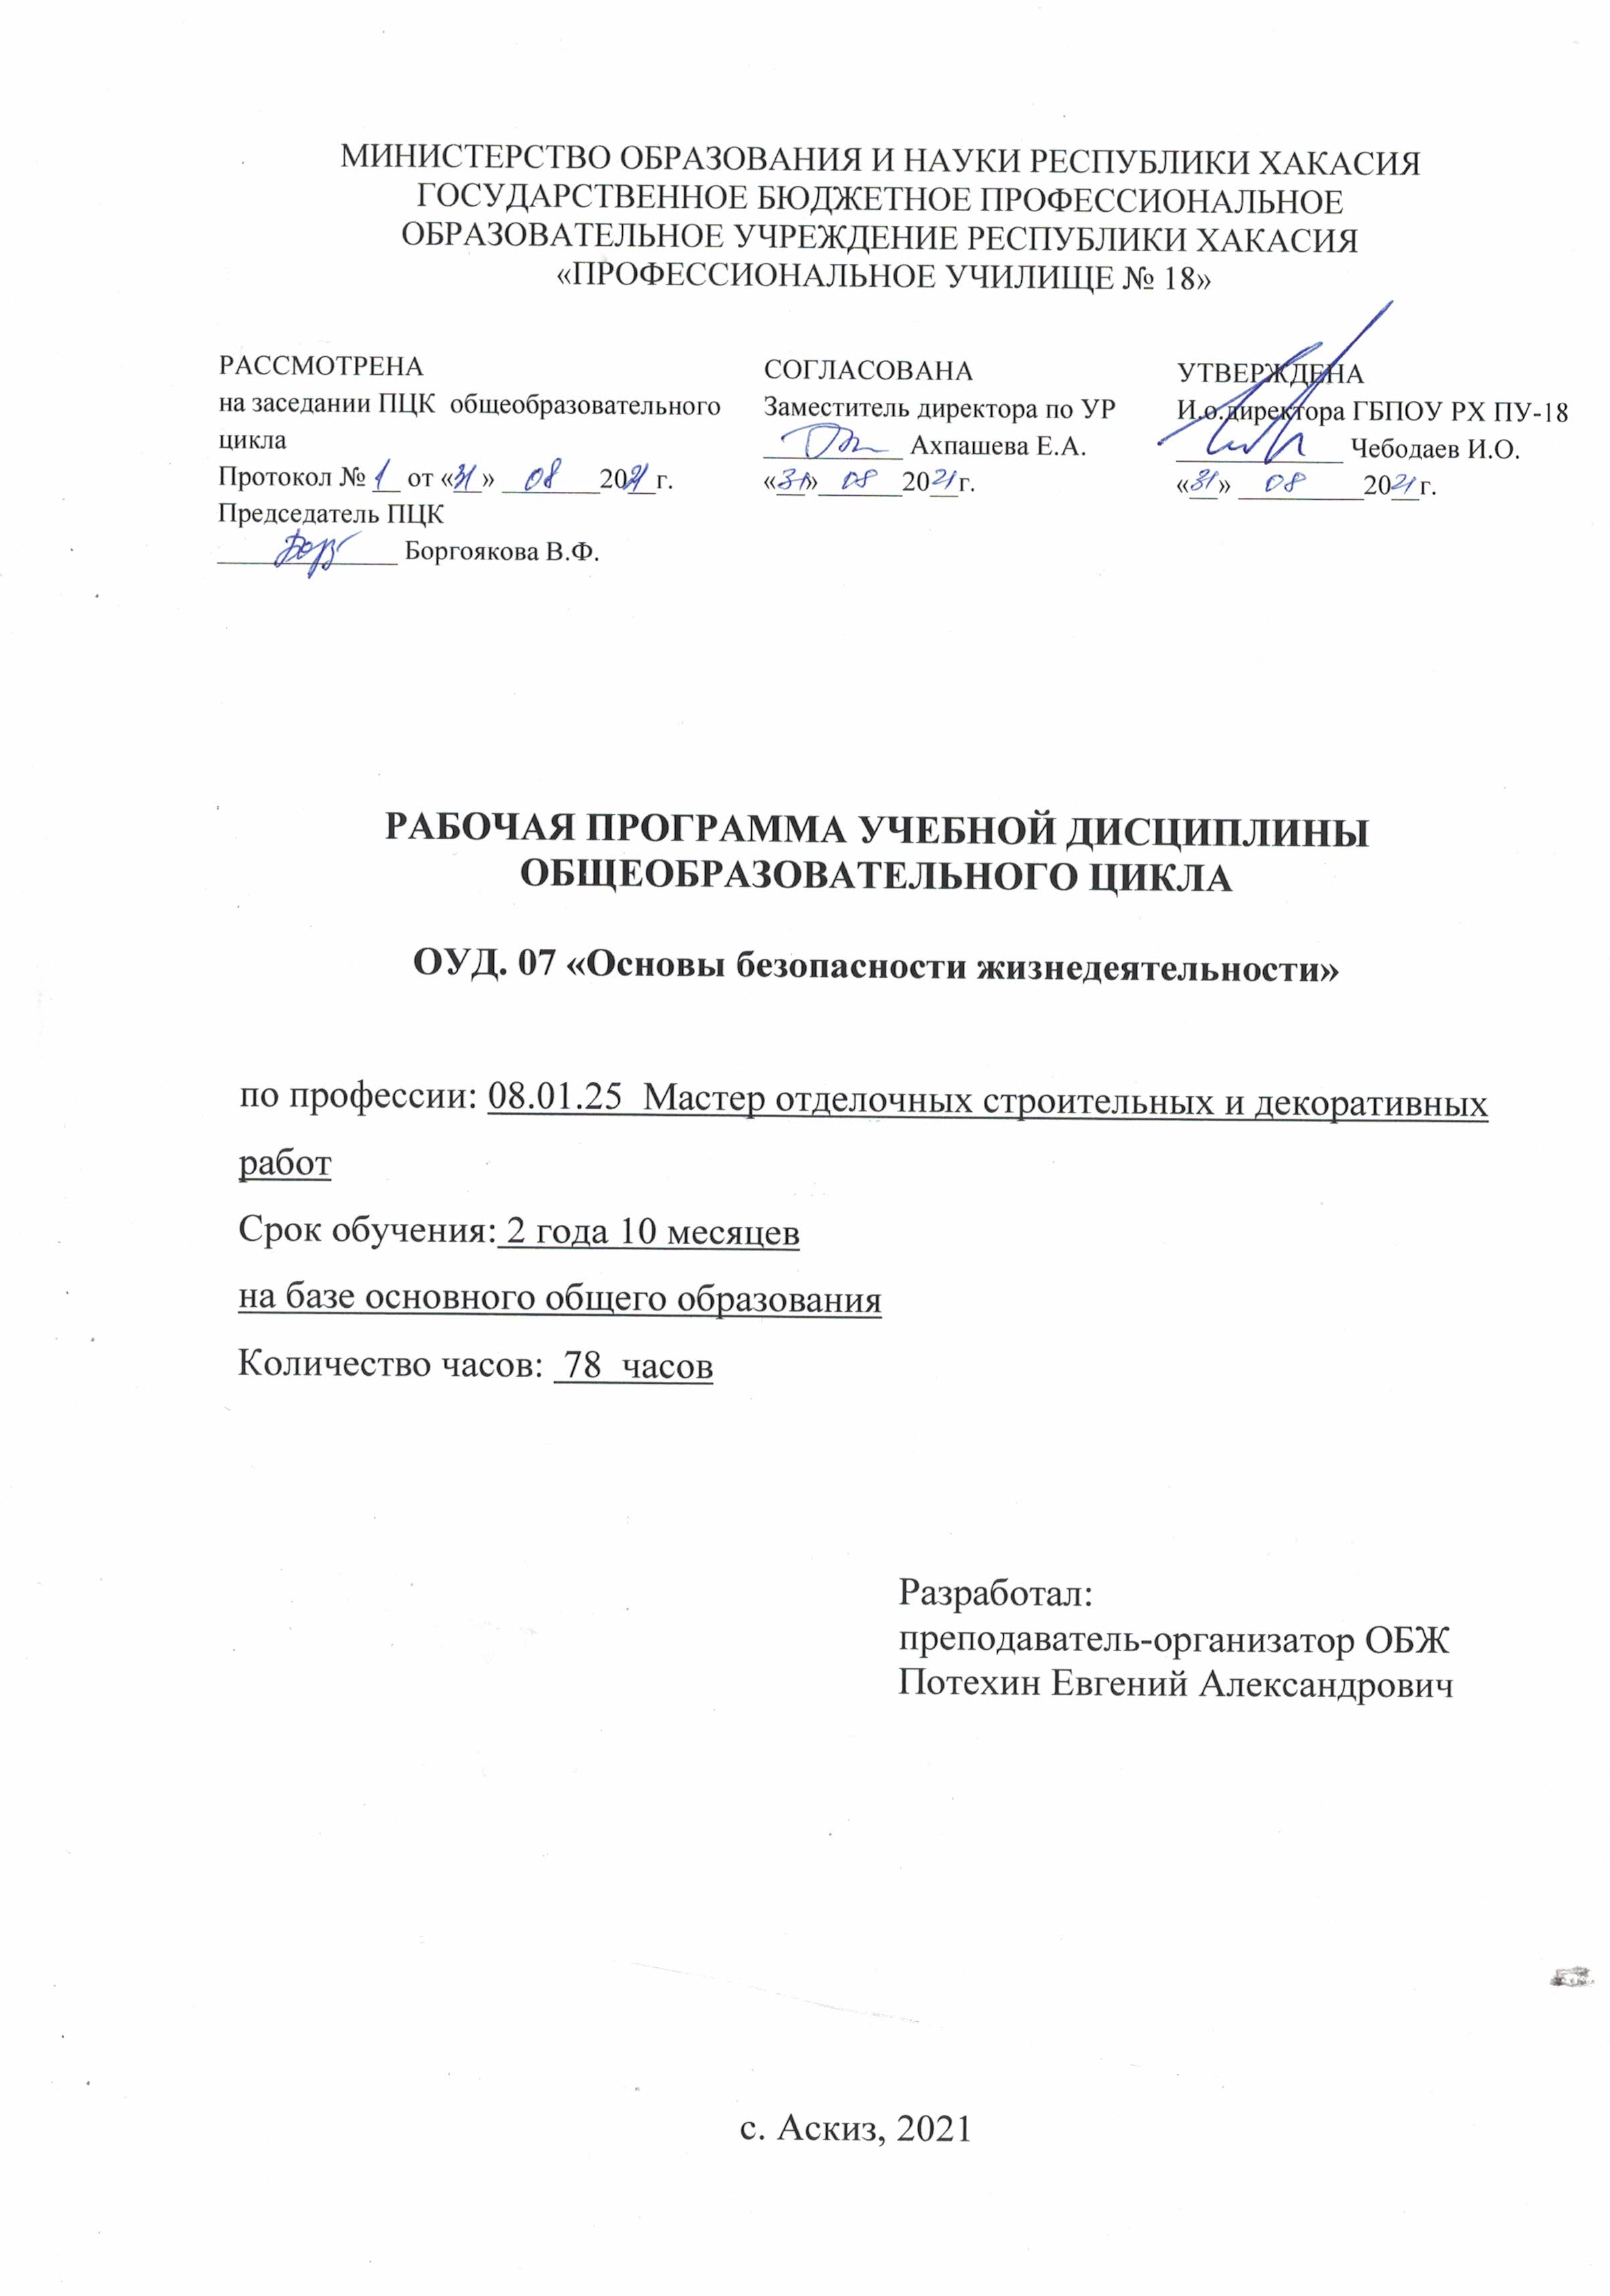 МИНИСТЕРСТВО ОБРАЗОВАНИЯ И НАУКИ РЕСПУБЛИКИ ХАКАСИЯ
ГОСУДАРСТВЕННОЕ БЮДЖЕТНОЕ ПРОФЕССИОНАЛЬНОЕ
ОБРАЗОВАТЕЛЬНОЕ УЧРЕЖДЕНИЕ РЕСПУБЛИКИ ХАКАСИЯ
«ПРОФЕССИОНАЛЬНОЕ УЧИЛИЩЕ № 18»
РАССМОТРЕНА
на заседании ПЦК общеобразовательного
цикла
Протокол № 1 от «31» 08 2021 г.
Председатель ПЦК
Боргоякова В.Ф.
СОГЛАСОВАНА
Заместитель директора по УР
Ахпашева Е.А.
«31» 08 2021 г.
УТВЕРЖДЕНА
И.о.директора ГБПОУ РХ ПУ-18
Чебодаев И.О.
«31» 08 2021 г.
РАБОЧАЯ ПРОГРАММА УЧЕБНОЙ ДИСЦИПЛИНЫ
ОБЩЕОБРАЗОВАТЕЛЬНОГО ЦИКЛА
ОУД. 07 «Основы безопасности жизнедеятельности»
по профессии: 08.01.25 Мастер отделочных строительных и декоративных
работ
Срок обучения: 2 года 10 месяцев
на базе основного общего образования
Количество часов: 78 часов
Разработал:
преподаватель-организатор ОБЖ
Потехин Евгений Александрович
с. Аскиз, 2021